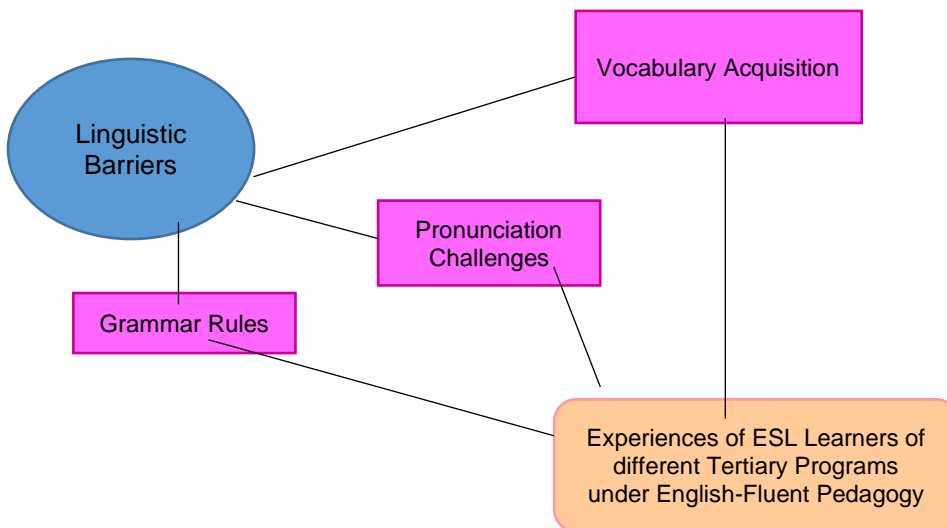 Vocabulary Acquisition
Linguistic
Barriers
Pronunciation
Challenges
Grammar Rules
Experiences of ESL Learners of
different Tertiary Programs
under English-Fluent Pedagogy